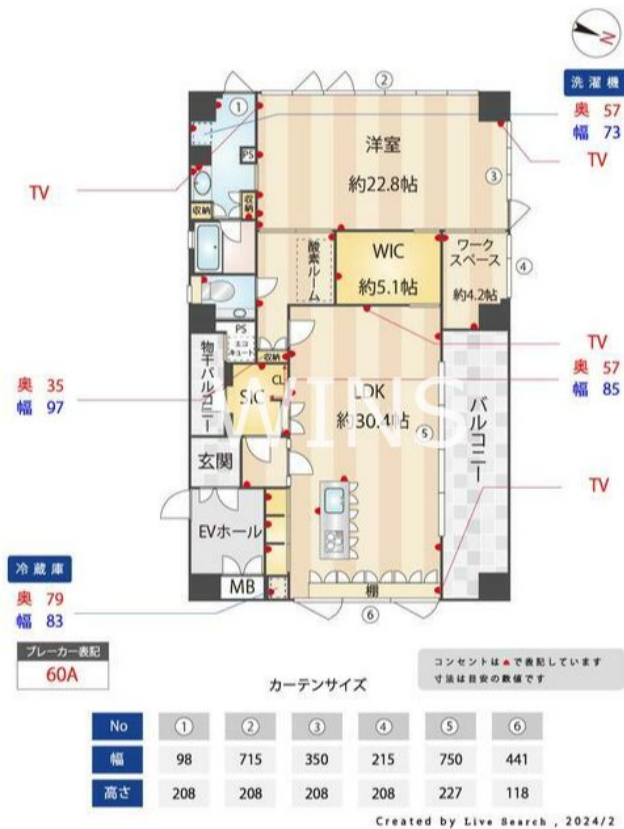 N
洗濯機
奥 57
幅 73
①
②
PS
洋室
約22.8帖
TV
TV
③
収納
収納
酸素ルーム
WIC
約5.1帖
ワーク
スペース
約4.2帖
④
PS
エコ
キュート
物干バルコニー
収納
TV
奥 57
幅 85
奥 35
幅 97
SIC
CL
LDK
約30.4帖
WINS
⑤
バルコニー
玄関
TV
EVホール
冷蔵庫
奥 79
幅 83
MB
棚
⑥
ブレーカー表記
60A
コンセントは で表記しています
寸法は目安の数値です
カーテンサイズ
No ① ② ③ ④ ⑤ ⑥
幅 98 715 350 215 750 441
高さ 208 208 208 208 227 118
Created by Live Search , 2024/2